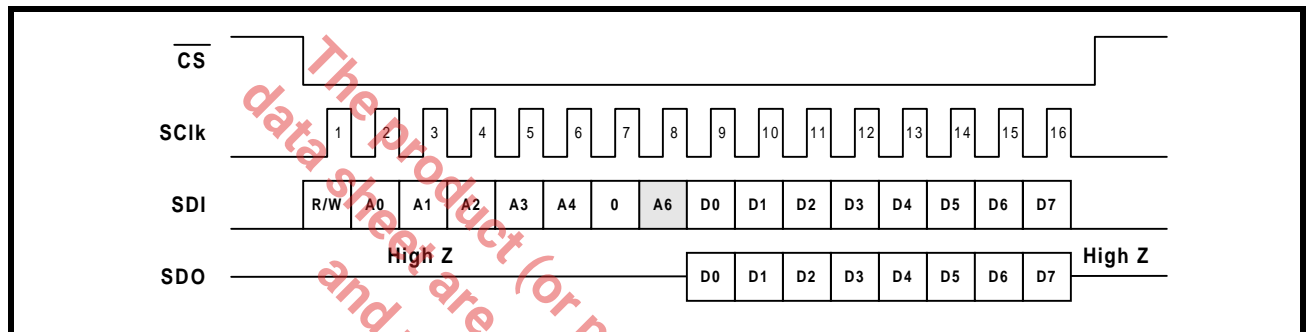 CS
SClk 1 2 3 4 5 6 7 8 9 10 11 12 13 14 15 16
SDI R/W A0 A1 A2 A3 A4 0 A6 D0 D1 D2 D3 D4 D5 D6 D7
High Z High Z
SDO D0 D1 D2 D3 D4 D5 D6 D7
The product (or
data sheet are
and